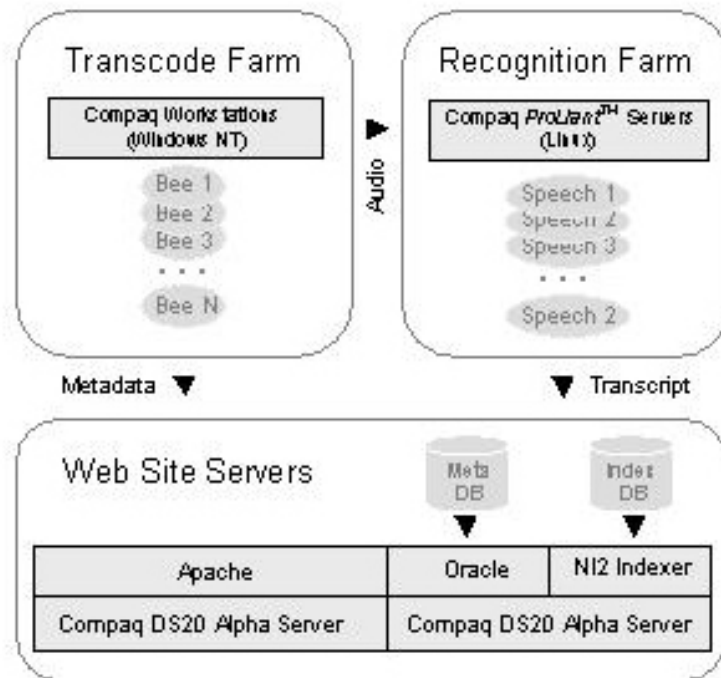 Transcode Farm
Compaq Workstations
(Windows NT)
Bee 1
Bee 2
Bee 3
. . .
Bee N
Audio
Recognition Farm
Compaq ProLiant™ Servers
(Linux)
Speech 1
Speech 2
Speech 3
. . .
Speech 2
Metadata
Transcript
Web Site Servers
Meta
DB
Index
DB
Apache
Oracle
NI2 Indexer
Compaq DS20 Alpha Server
Compaq DS20 Alpha Server